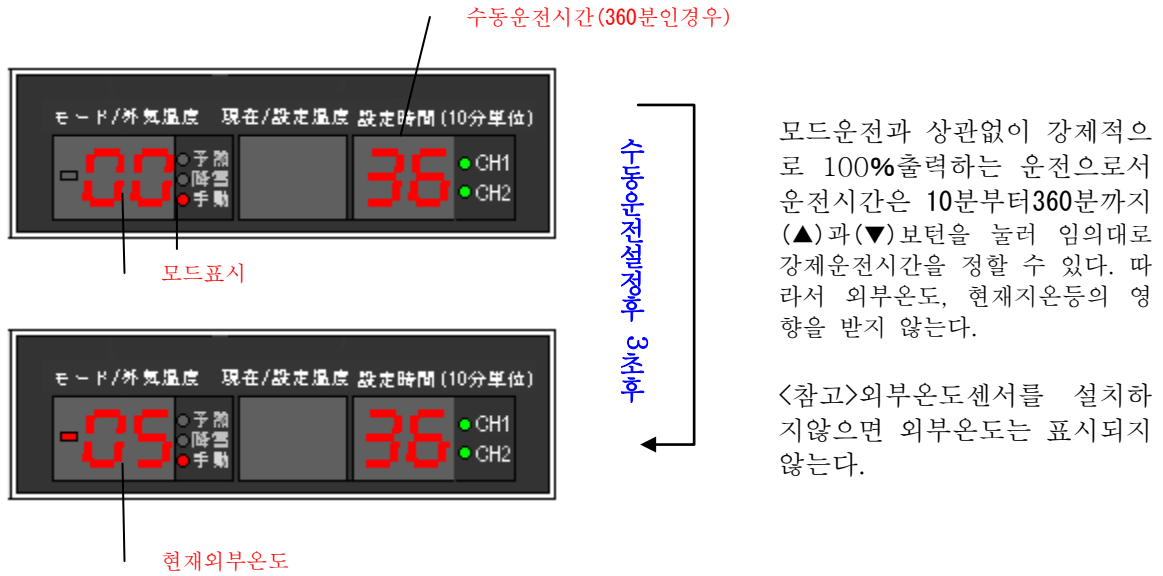 수동운전시간(360분인경우)
モード/外気温度 現在/設定温度 設定時間(10分単位)
00 予熱 36 CH1
降雪 CH2
手動
모드표시
수동운전설정후 3초후
モード/外気温度 現在/設定温度 設定時間(10分単位)
-05 予熱 36 CH1
降雪 CH2
手動
현재외부온도
모드운전과 상관없이 강제적으
로 100%출력하는 운전으로서
운전시간은 10분부터360분까지
(▲)과(▼)보턴을 눌러 임의대로
강제운전시간을 정할 수 있다. 따
라서 외부온도, 현재지온등의 영
향을 받지 않는다.
<참고>외부온도센서를 설치하
지않으면 외부온도는 표시되지
않는다.